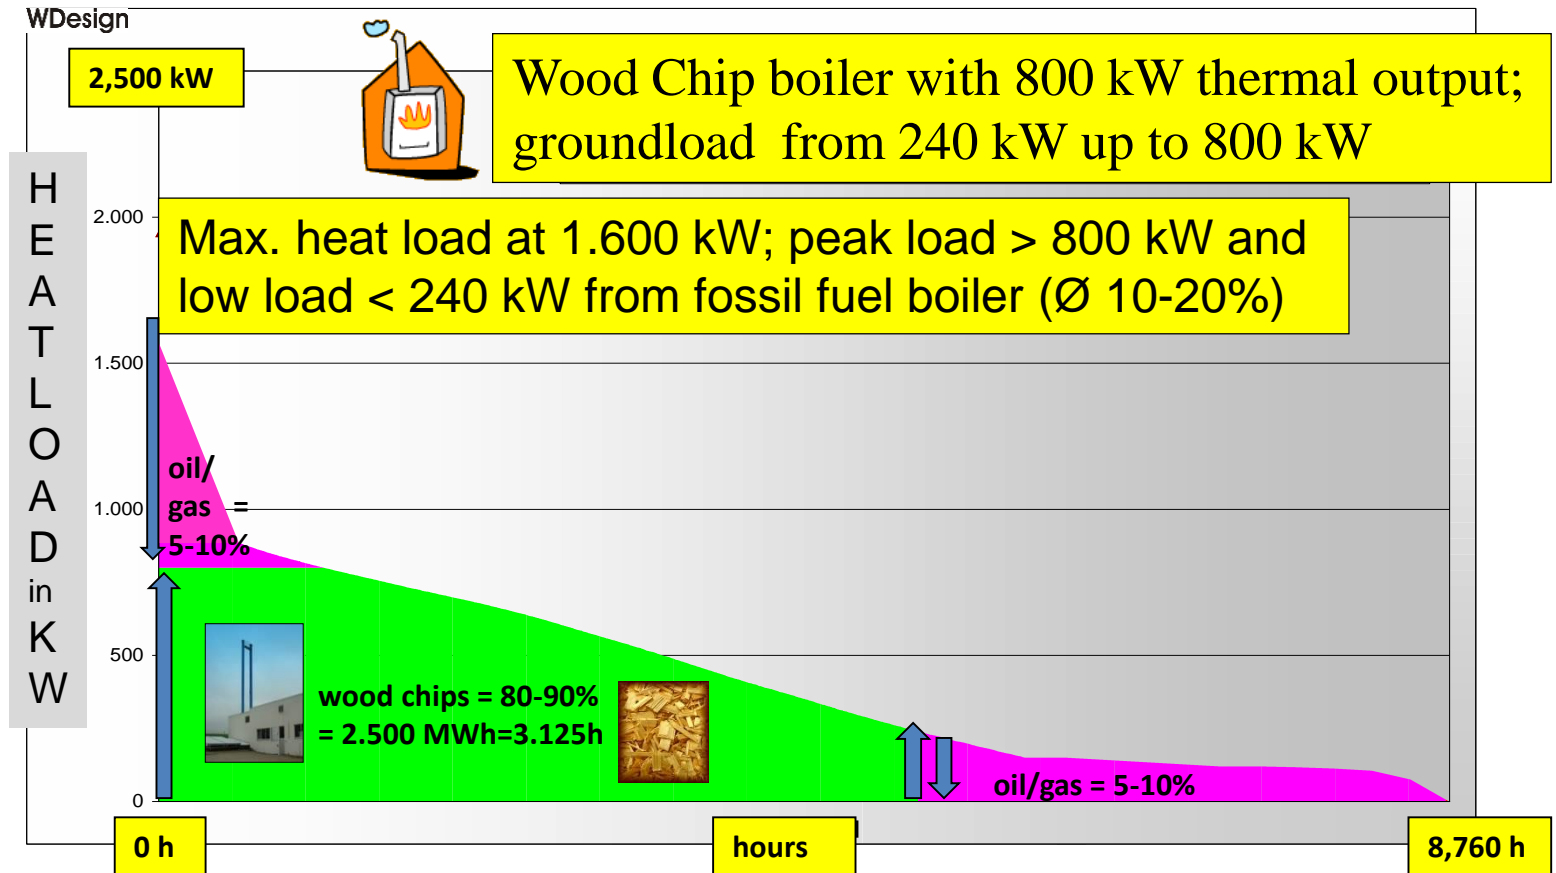 WDesign
2,500 kW
Wood Chip boiler with 800 kW thermal output;
groundload from 240 kW up to 800 kW
Max. heat load at 1.600 kW; peak load > 800 kW and
low load < 240 kW from fossil fuel boiler (Ø 10-20%)
H
E
A
T
L
O
A
D
in
K
W
2.000
1.500
1.000
500
0
oil/
gas =
5-10%
wood chips = 80-90%
= 2.500 MWh=3.125h
oil/gas = 5-10%
0 h
hours
8,760 h